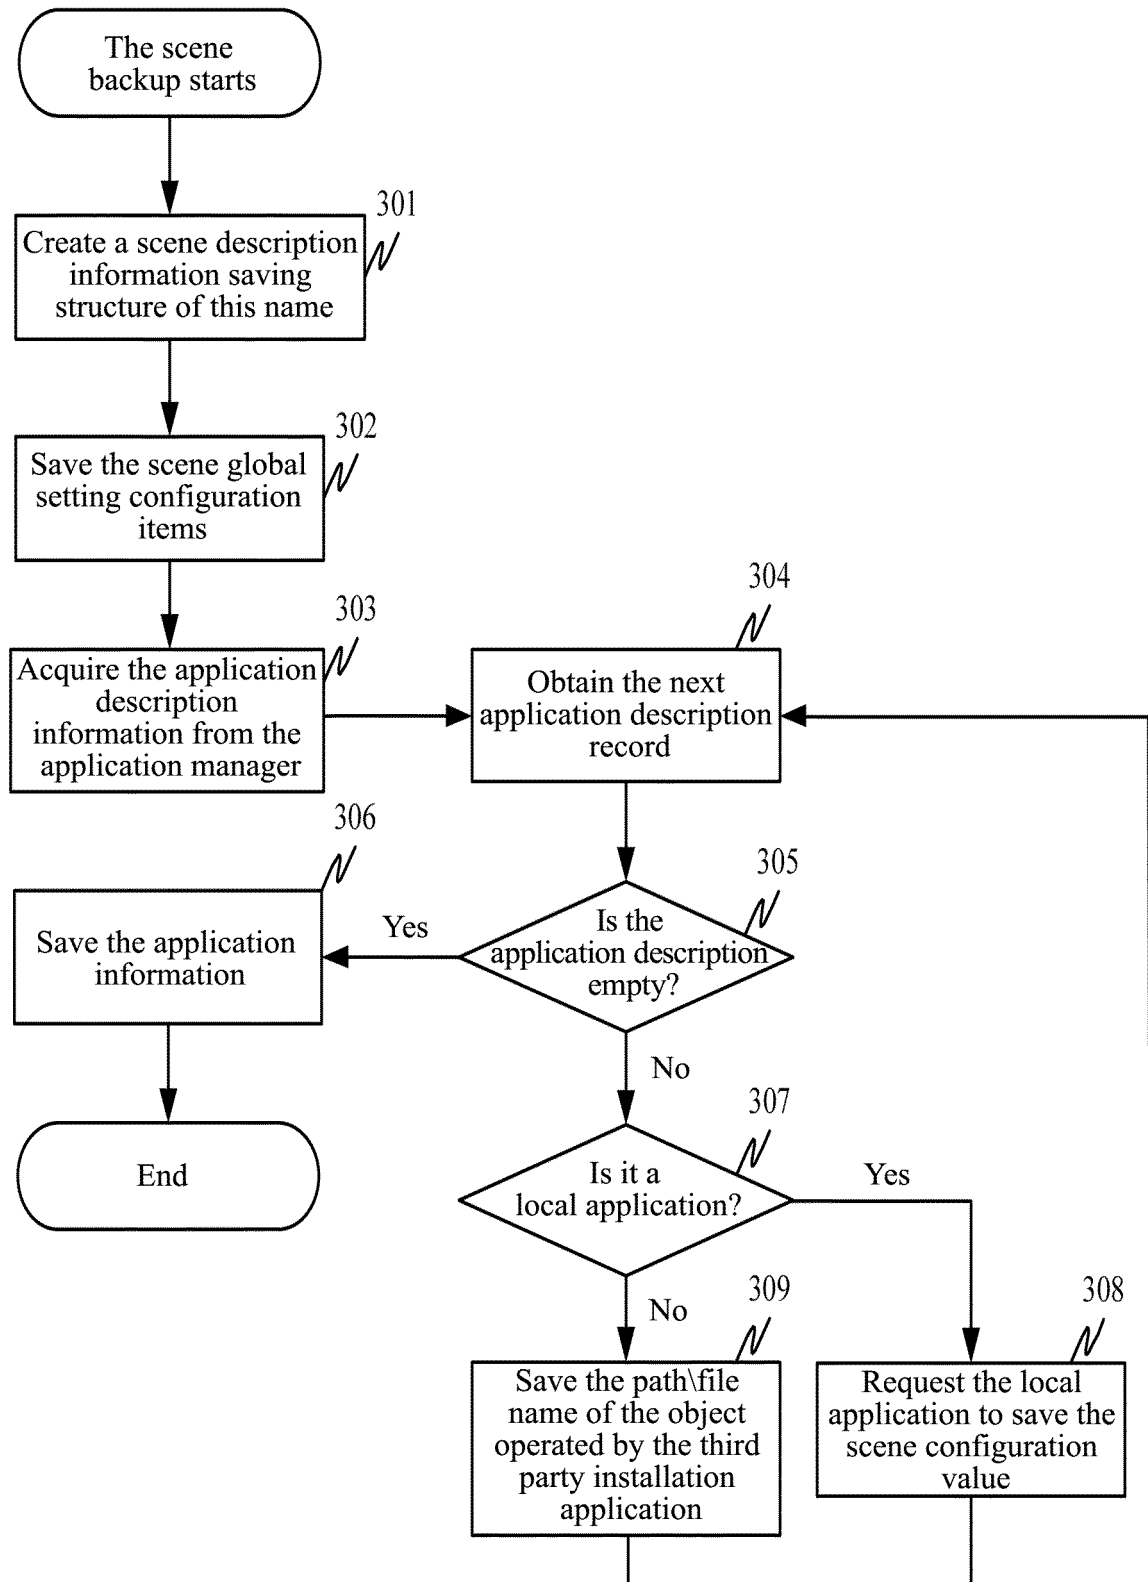 The scene
backup starts
301
Create a scene description
information saving
structure of this name
302
Save the scene global
setting configuration
items
303
Acquire the application
description
information from the
application manager
304
Obtain the next
application description
record
305
Is the
application description
empty?
Yes
306
Save the application
information
End
No
307
Is it a
local application?
Yes
308
Request the local
application to save the
scene configuration
value
No
309
Save the path\file
name of the object
operated by the third
party installation
application